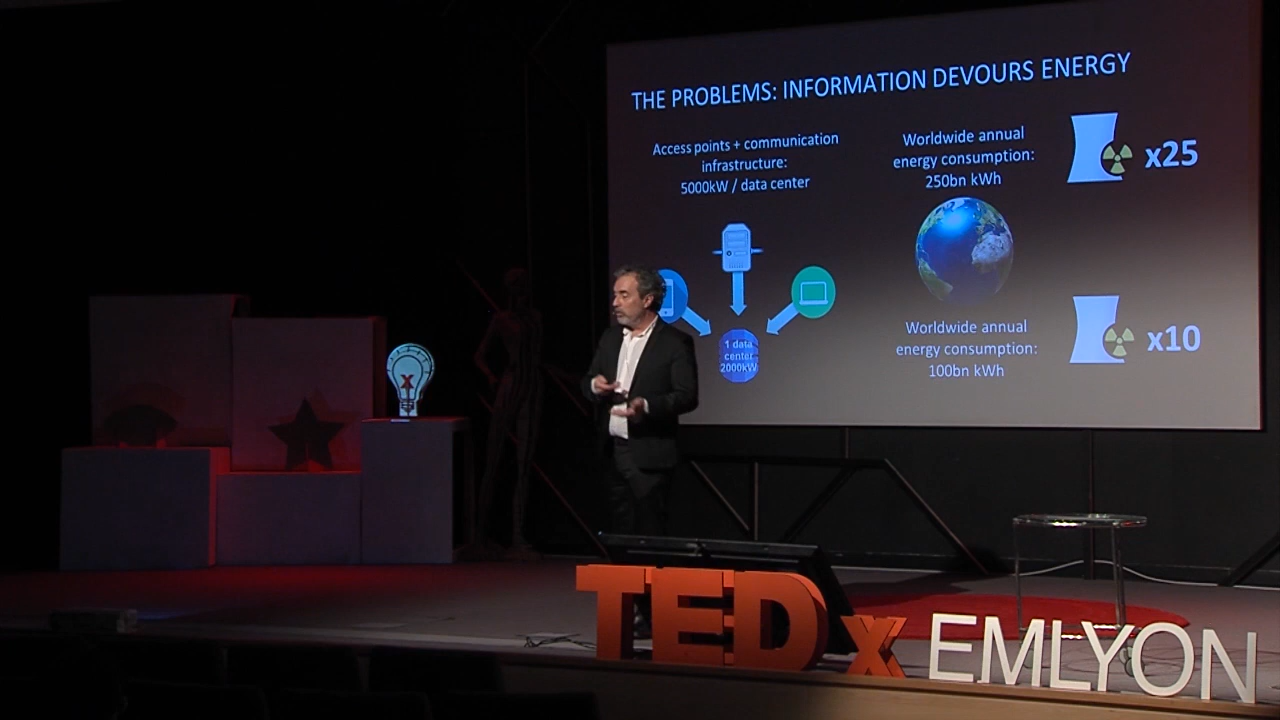 THE PROBLEMS: INFORMATION DEVOURS ENERGY
Access points + communication
infrastructure:
5000kW / data center
1 data
center
2000kW
Worldwide annual
energy consumption:
250bn kWh
x25
Worldwide annual
energy consumption:
100bn kWh
x10
X
TEDx EMLYON